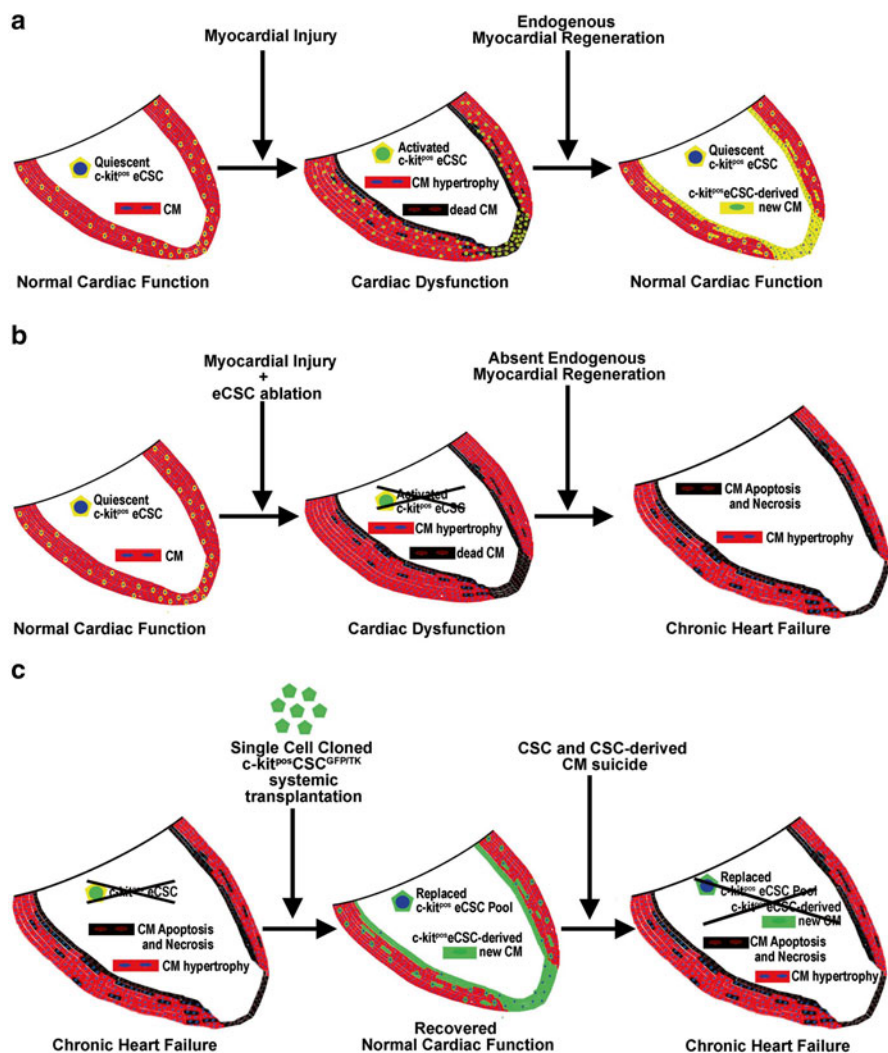 a
Myocardial Injury
Endogenous
Myocardial Regeneration
Quiescent
c-kitpos eCSC
CM
Normal Cardiac Function
Activated
c-kitpos eCSC
CM hypertrophy
dead CM
Cardiac Dysfunction
Quiescent
c-kitpos eCSC
c-kitposeCSC-derived
new CM
Normal Cardiac Function
b
Myocardial Injury
+
eCSC ablation
Absent Endogenous
Myocardial Regeneration
Quiescent
c-kitpos eCSC
CM
Normal Cardiac Function
Activated
c-kitpos eCSC
CM hypertrophy
dead CM
Cardiac Dysfunction
CM Apoptosis
and Necrosis
CM hypertrophy
Chronic Heart Failure
c
Single Cell Cloned
c-kitposCSCGFP/TK
systemic
transplantation
CSC and CSC-derived
CM suicide
c-kitpos eCSC
CM Apoptosis
and Necrosis
CM hypertrophy
Chronic Heart Failure
Replaced
c-kitpos eCSC Pool
c-kitposeCSC-derived
new CM
Recovered
Normal Cardiac Function
Replaced
c-kitpos eCSC Pool
c-kitposeCSC-derived
new CM
CM Apoptosis
and Necrosis
CM hypertrophy
Chronic Heart Failure